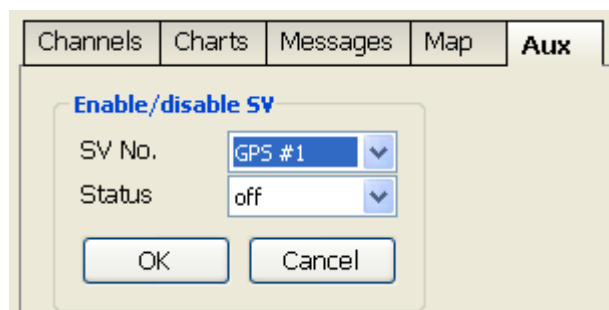 Channels Charts Messages Map Aux
Enable/disable SV
SV No. GPS #1
Status off
OK Cancel